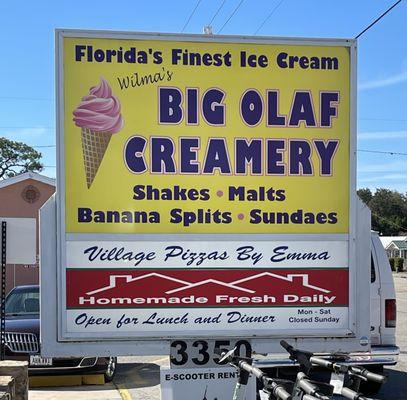 Florida's Finest Ice Cream
Wilma's
BIG OLAF
CREAMERY
Shakes • Malts
Banana Splits • Sundaes
Village Pizzas By Emma
Homemade Fresh Daily
Open for Lunch and Dinner
Mon - Sat
Closed Sunday
3350
E-SCOOTER RENT